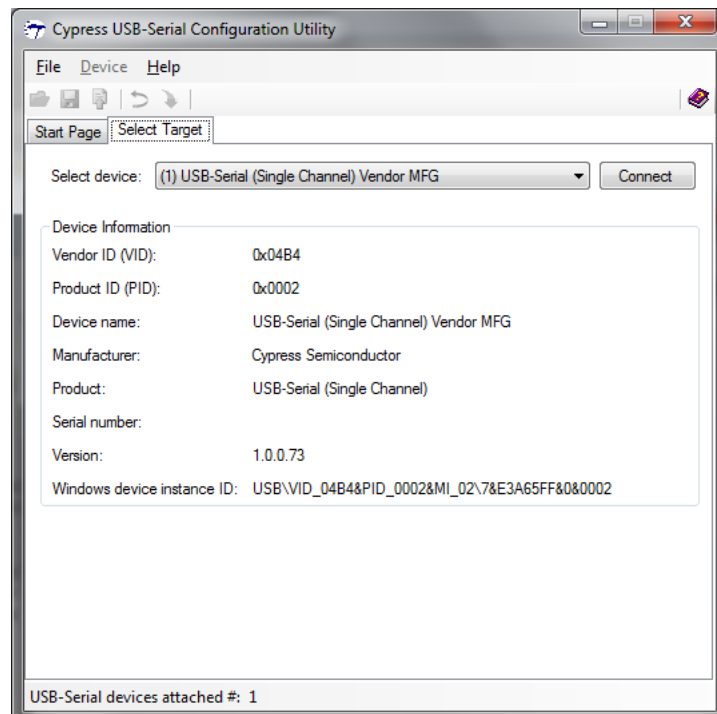 Cypress USB-Serial Configuration Utility
File Device Help
Start Page Select Target
Select device: (1) USB-Serial (Single Channel) Vendor MFG Connect
Device Information
Vendor ID (VID): 0x04B4
Product ID (PID): 0x0002
Device name: USB-Serial (Single Channel) Vendor MFG
Manufacturer: Cypress Semiconductor
Product: USB-Serial (Single Channel)
Serial number:
Version: 1.0.0.73
Windows device instance ID: USB\VID_04B4&PID_0002&MI_02\7&E3A65FF&0&0002
USB-Serial devices attached #: 1